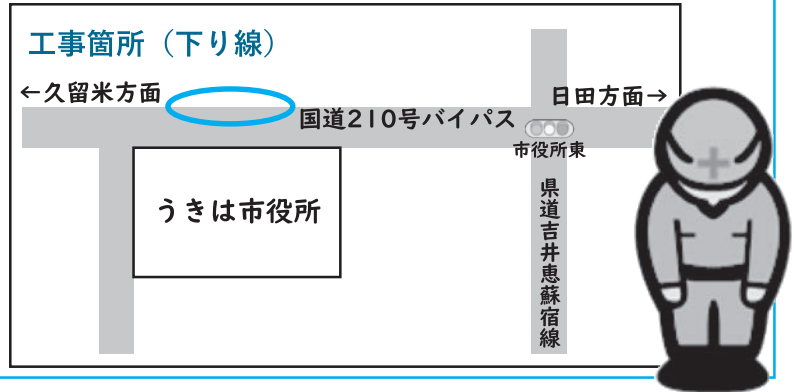 工事箇所（下り線）
←久留米方面
日田方面→
国道210号バイパス
市役所東
うきは市役所
県道吉井恵蘇宿線